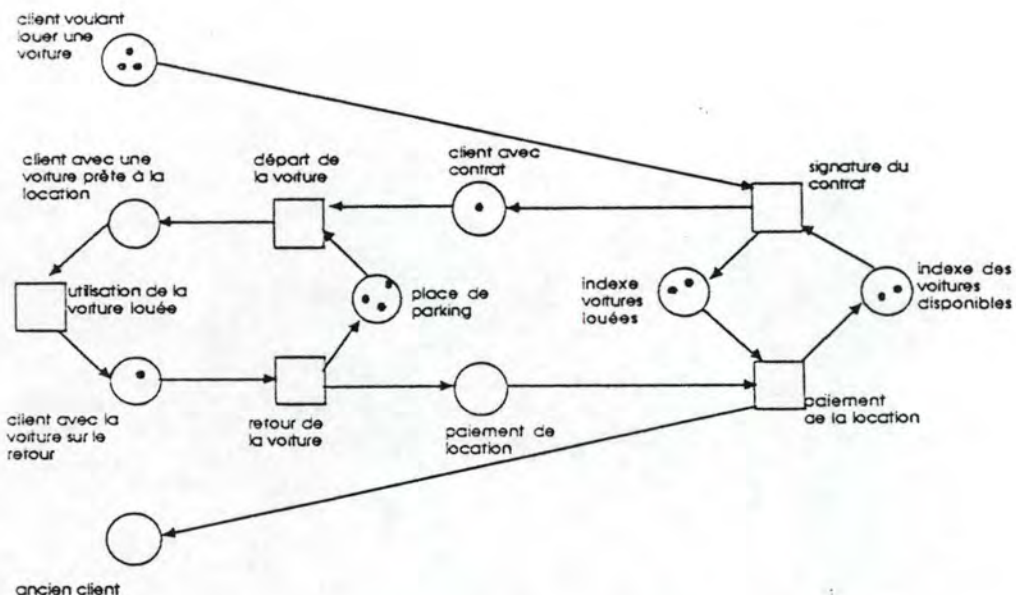 client voulant
louer une
voiture
client avec une
voiture prête à la
location
départ de
la voiture
client avec
contrat
signature du
contrat
utilisation de la
voiture louée
place de
parking
indexe
voitures
louées
indexe des
voitures
disponibles
client avec la
voiture sur le
retour
retour de
la voiture
paiement de
location
paiement
de la location
ancien client